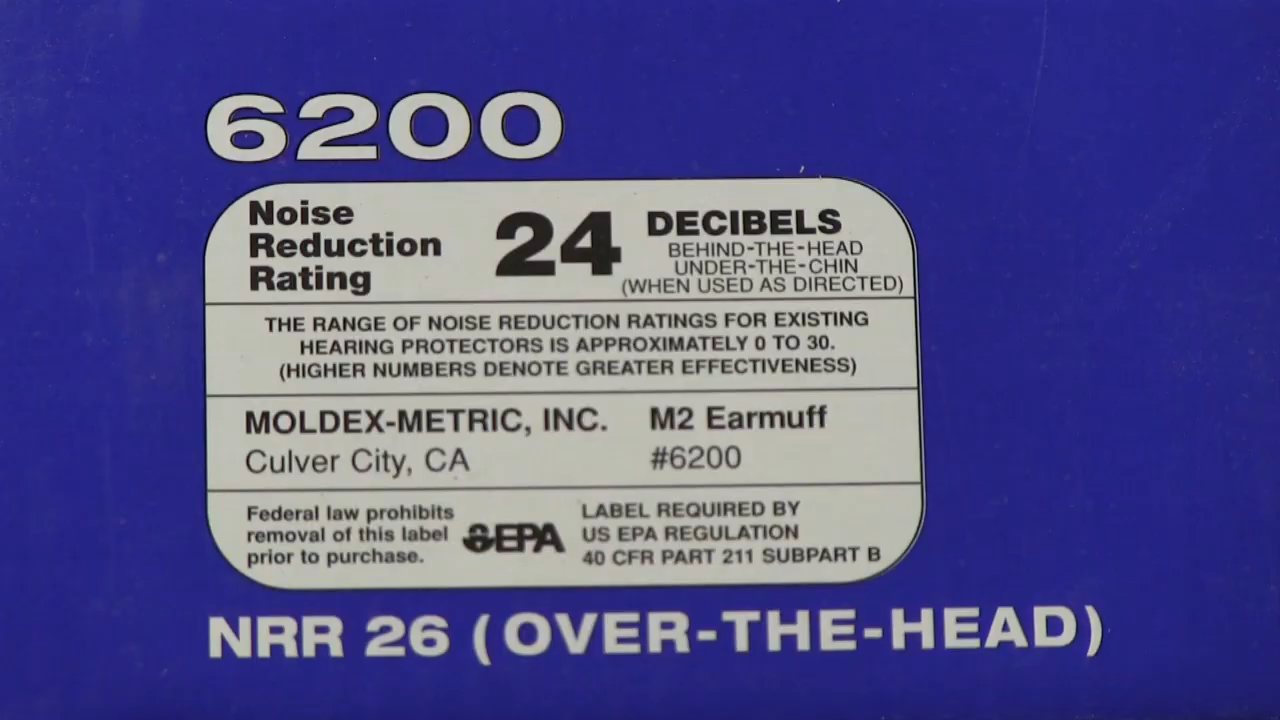 6200
Noise
Reduction
Rating
24
DECIBELS
BEHIND-THE-HEAD
UNDER-THE-CHIN
(WHEN USED AS DIRECTED)
THE RANGE OF NOISE REDUCTION RATINGS FOR EXISTING
HEARING PROTECTORS IS APPROXIMATELY 0 TO 30.
(HIGHER NUMBERS DENOTE GREATER EFFECTIVENESS)
MOLDEX-METRIC, INC.
Culver City, CA
M2 Earmuff
#6200
Federal law prohibits
removal of this label
prior to purchase.
EPA
LABEL REQUIRED BY
US EPA REGULATION
40 CFR PART 211 SUBPART B
NRR 26 (OVER-THE-HEAD)